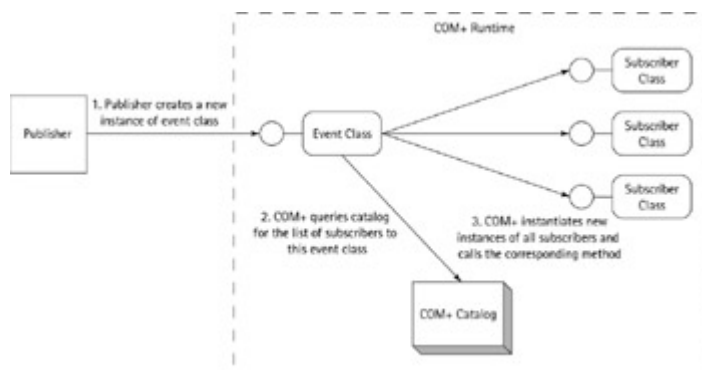 COM+ Runtime
Subscriber
Class
1. Publisher creates a new
instance of event class
Publisher
Event Class
Subscriber
Class
Subscriber
Class
2. COM+ queries catalog
for the list of subscribers to
this event class
3. COM+ instantiates new
instances of all subscribers and
calls the corresponding method
COM+ Catalog